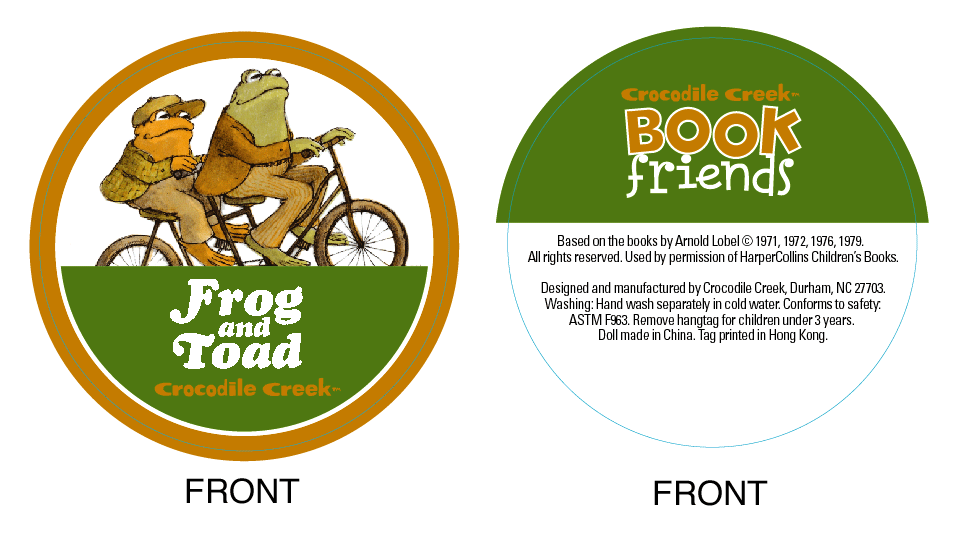 Frog
and
Toad
Crocodile Creek™
FRONT
Crocodile Creek™
BOOK
friends
Based on the books by Arnold Lobel © 1971, 1972, 1976, 1979.
All rights reserved. Used by permission of HarperCollins Children's Books.
Designed and manufactured by Crocodile Creek, Durham, NC 27703.
Washing: Hand wash separately in cold water. Conforms to safety:
ASTM F963. Remove hangtag for children under 3 years.
Doll made in China. Tag printed in Hong Kong.
FRONT